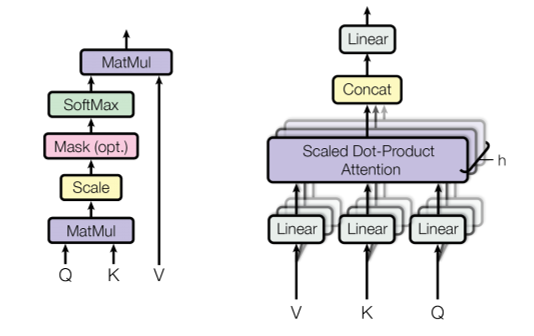 MatMul
SoftMax
Mask (opt.)
Scale
MatMul
Q K V
Linear
Concat
Scaled Dot-Product
Attention
h
Linear Linear Linear
V K Q